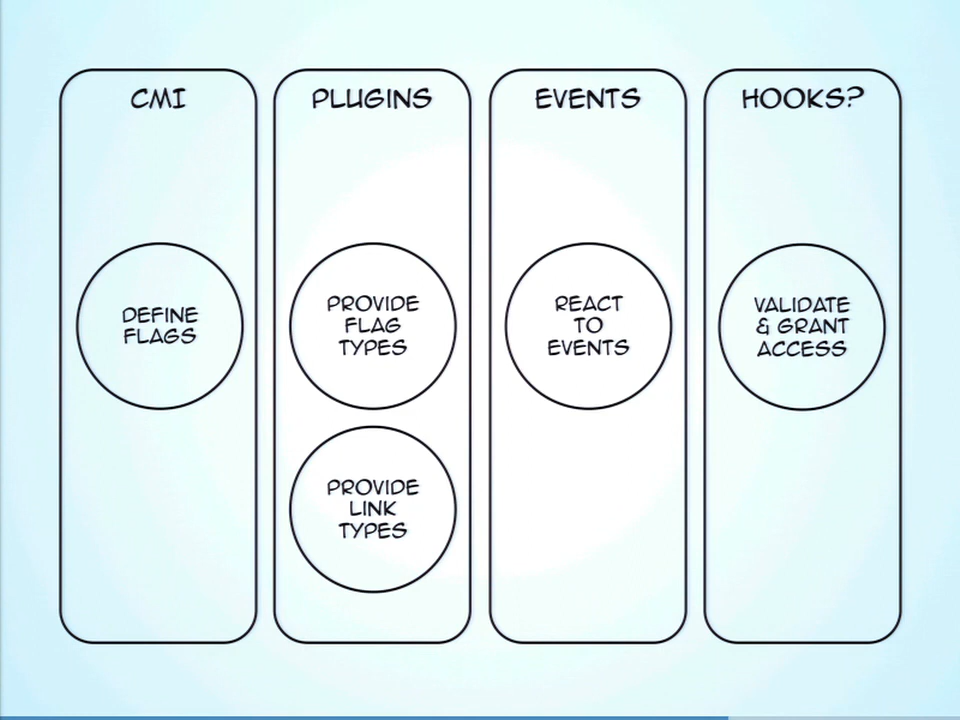 CMI
DEFINE
FLAGS
PLUGINS
PROVIDE
FLAG
TYPES
PROVIDE
LINK
TYPES
EVENTS
REACT
TO
EVENTS
HOOKS?
VALIDATE
& GRANT
ACCESS